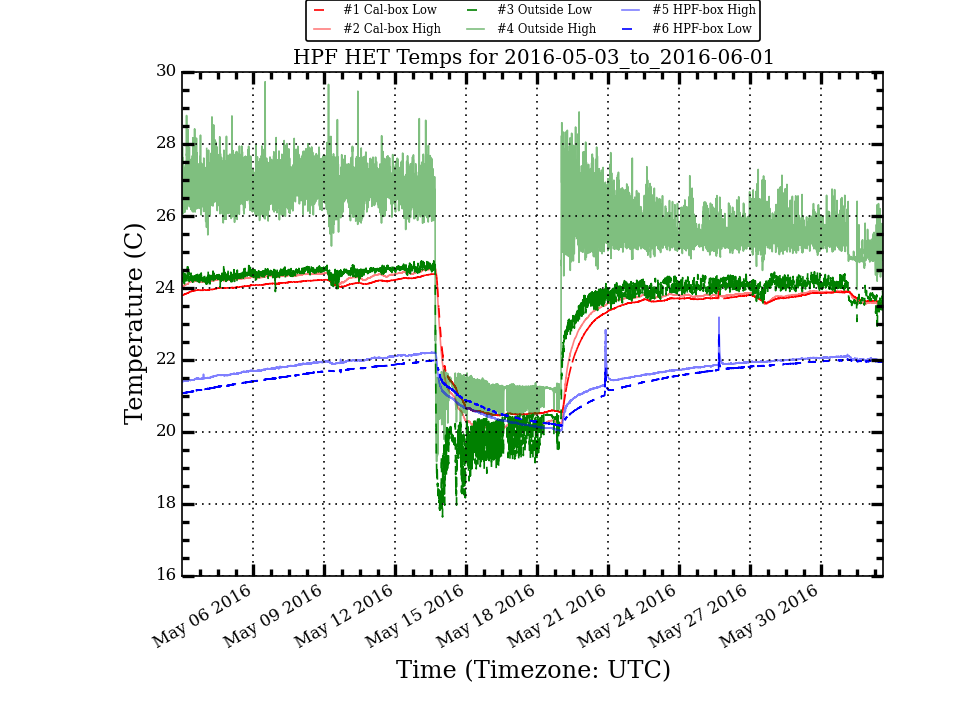 #1 Cal-box Low #3 Outside Low #5 HPF-box High
#2 Cal-box High #4 Outside High #6 HPF-box Low
HPF HET Temps for 2016-05-03_to_2016-06-01
30
28
26
24
22
20
18
16
Temperature (C)
May 06 2016
May 09 2016
May 12 2016
May 15 2016
May 18 2016
May 21 2016
May 24 2016
May 27 2016
May 30 2016
Time (Timezone: UTC)